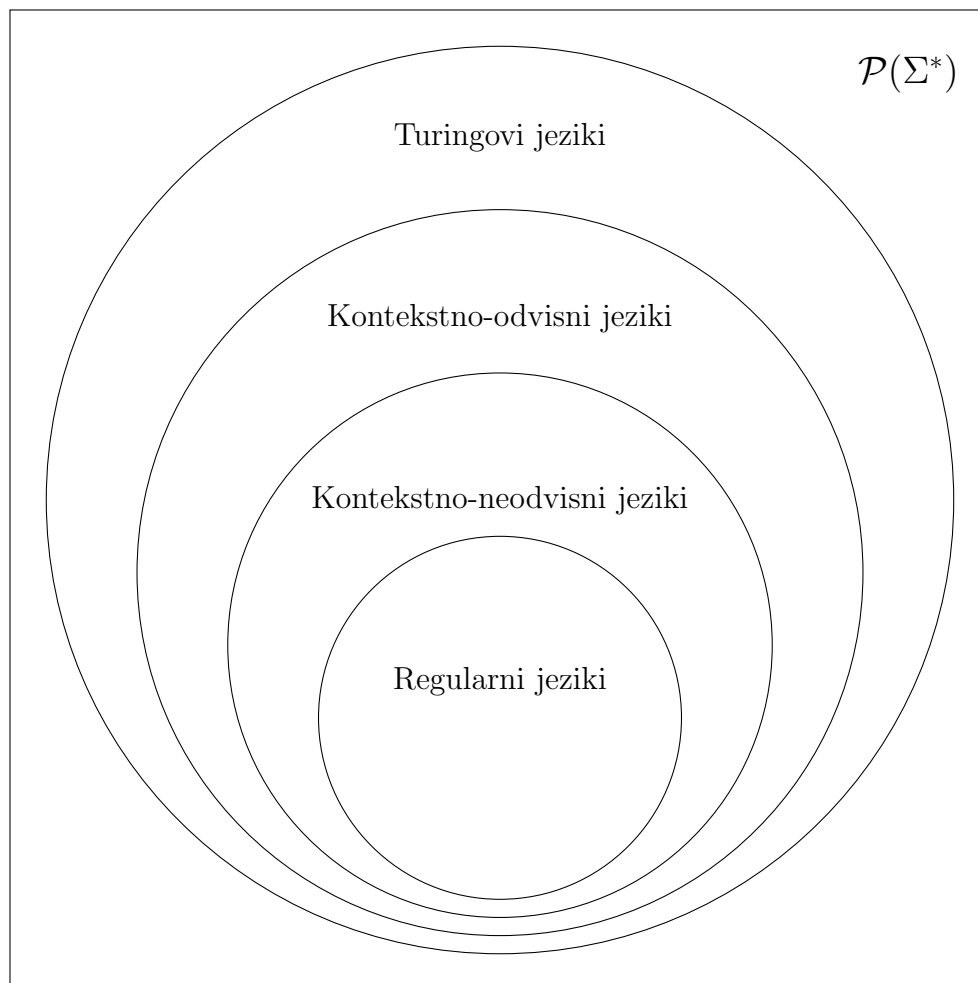 𝒫(Σ*)
Turingovi jeziki
Kontekstno-odvisni jeziki
Kontekstno-neodvisni jeziki
Regularni jeziki